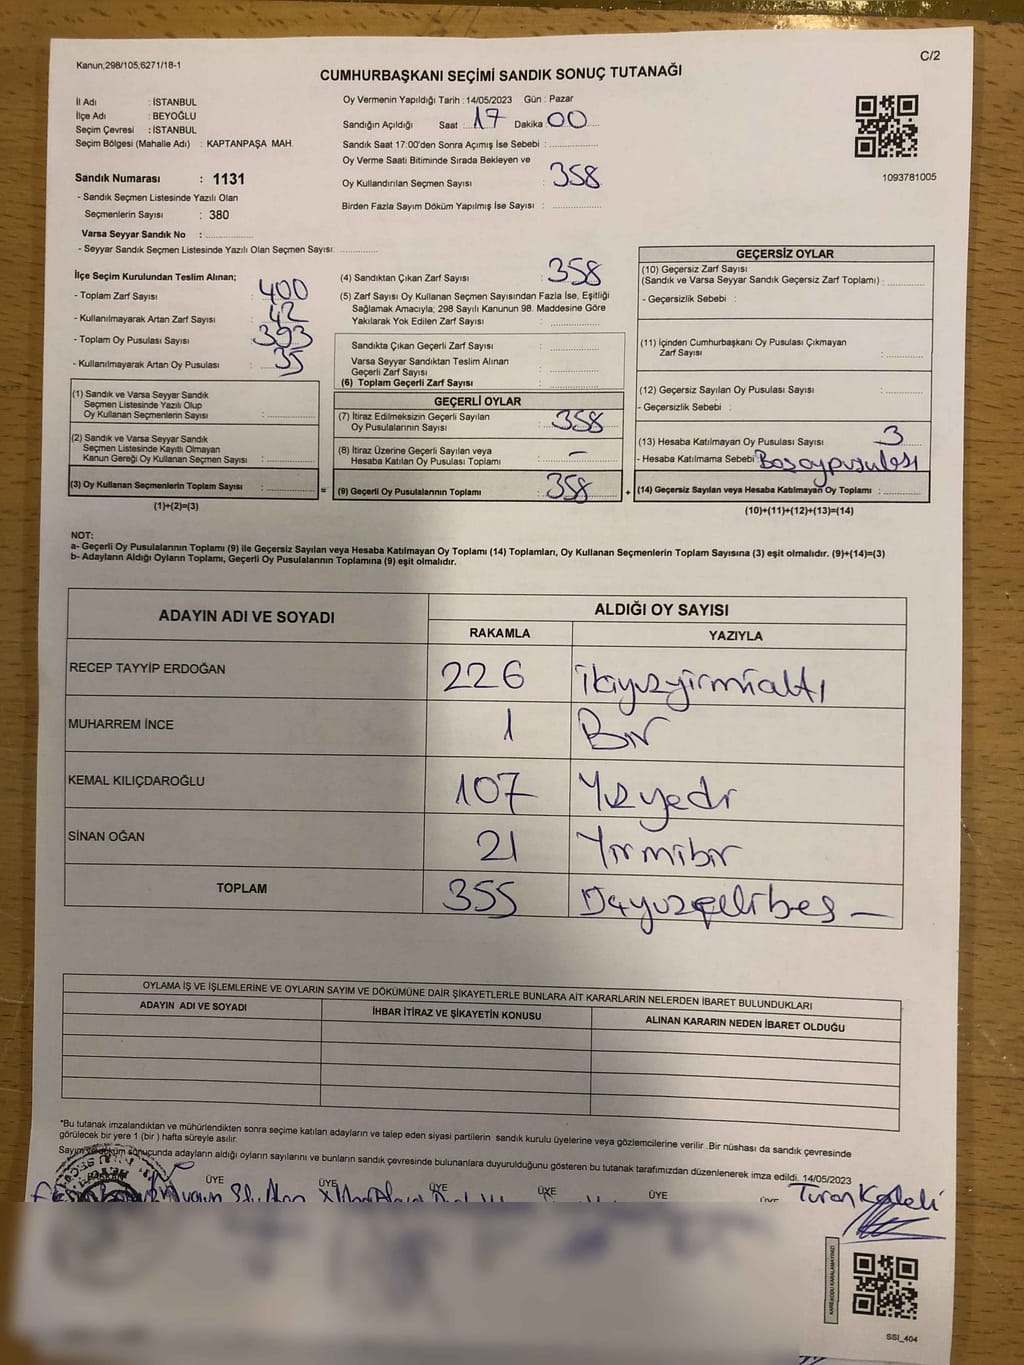 Kanun;298/105,6271/18-1
C/2
CUMHURBAŞKANI SEÇİMİ SANDIK SONUÇ TUTANAĞI
İl Adı : İSTANBUL
İlçe Adı : BEYOĞLU
Seçim Çevresi : İSTANBUL
Seçim Bölgesi (Mahalle Adı) : KAPTANPAŞA MAH.
Sandık Numarası : 1131
- Sandık Seçmen Listesinde Yazılı Olan
Seçmenlerin Sayısı : 380
Varsa Seyyar Sandık No : ..............
- Seyyar Sandık Seçmen Listesinde Yazılı Olan Seçmen Sayısı: ............
Oy Vermenin Yapıldığı Tarih :14/05/2023 Gün : Pazar
Sandığın Açıldığı Saat : 17 Dakika 00
Sandık Saat 17:00'den Sonra Açımış İse Sebebi : ..............
Oy Verme Saati Bitiminde Sırada Bekleyen ve
Oy Kullandırılan Seçmen Sayısı : 358
Birden Fazla Sayım Döküm Yapılmış İse Sayısı : ..............
1093781005
İlçe Seçim Kurulundan Teslim Alınan;
- Toplam Zarf Sayısı : 400
- Kullanılmayarak Artan Zarf Sayısı : 42
- Toplam Oy Pusulası Sayısı : 393
- Kullanılmayarak Artan Oy Pusulası : 35
(1) Sandık ve Varsa Seyyar Sandık
Seçmen Listesinde Yazılı Olup
Oy Kullanan Seçmenlerin Sayısı : ..............
(2) Sandık ve Varsa Seyyar Sandık
Seçmen Listesinde Kayıtlı Olmayan
Kanun Gereği Oy Kullanan Seçmen Sayısı : ..............
(3) Oy Kullanan Seçmenlerin Toplam Sayısı : ..............
(1)+(2)=(3)
=
(4) Sandıktan Çıkan Zarf Sayısı : 358
(5) Zarf Sayısı Oy Kullanan Seçmen Sayısından Fazla İse, Eşitliği
Sağlamak Amacıyla; 298 Sayılı Kanunun 98. Maddesine Göre
Yakılarak Yok Edilen Zarf Sayısı : ..............
Sandıkta Çıkan Geçerli Zarf Sayısı : ..............
Varsa Seyyar Sandıktan Teslim Alınan
Geçerli Zarf Sayısı : ..............
(6) Toplam Geçerli Zarf Sayısı : ..............
GEÇERLİ OYLAR
(7) İtiraz Edilmeksizin Geçerli Sayılan
Oy Pusulalarının Sayısı : 358
(8) İtiraz Üzerine Geçerli Sayılan veya
Hesaba Katılan Oy Pusulası Toplamı : -
(9) Geçerli Oy Pusulalarının Toplamı : 358
+
GEÇERSİZ OYLAR
(10) Geçersiz Zarf Sayısı
(Sandık ve Varsa Seyyar Sandık Geçersiz Zarf Toplamı) : ............
- Geçersizlik Sebebi :
(11) İçinden Cumhurbaşkanı Oy Pusulası Çıkmayan
Zarf Sayısı : ............
(12) Geçersiz Sayılan Oy Pusulası Sayısı : ............
- Geçersizlik Sebebi :
(13) Hesaba Katılmayan Oy Pusulası Sayısı : 3
- Hesaba Katılmama Sebebi : Boş oy pusulası
(14) Geçersiz Sayılan veya Hesaba Katılmayan Oy Toplamı : ............
(10)+(11)+(12)+(13)=(14)
NOT:
a- Geçerli Oy Pusulalarının Toplamı (9) ile Geçersiz Sayılan veya Hesaba Katılmayan Oy Toplamı (14) Toplamları, Oy Kullanan Seçmenlerin Toplam Sayısına (3) eşit olmalıdır. (9)+(14)=(3)
b- Adayların Aldığı Oyların Toplamı, Geçerli Oy Pusulalarının Toplamına (9) eşit olmalıdır.
ADAYIN ADI VE SOYADI ALDIĞI OY SAYISI
RAKAMLA YAZIYLA
RECEP TAYYİP ERDOĞAN 226 ikiyüzyirmialtı
MUHARREM İNCE 1 Bir
KEMAL KILIÇDAROĞLU 107 Yüzyedi
SİNAN OĞAN 21 Yirmibir
TOPLAM 355
OYLAMA İŞ VE İŞLEMLERİNE VE OYLARIN SAYIM VE DÖKÜMÜNE DAİR ŞİKAYETLERLE BUNLARA AİT KARARLARIN NELERDEN İBARET BULUNDUKLARI
ADAYIN ADI VE SOYADI İHBAR İTİRAZ VE ŞİKAYETİN KONUSU ALINAN KARARIN NEDEN İBARET OLDUĞU
*Bu tutanak imzalandıktan ve mühürlendikten sonra seçime katılan adayların ve talep eden siyasi partilerin sandık kurulu üyelerine veya gözlemcilerine verilir .Bir nüshası da sandık çevresinde
görülecek bir yere 1 (bir ) hafta süreyle asılır.
Sayım ve döküm sonucunda adayların aldığı oyların sayılarını ve bunların sandık çevresinde bulunanlara duyurulduğunu gösteren bu tutanak tarafımızdan düzenlenerek imza edildi. 14/05/2023
BAŞKAN ÜYE ÜYE ÜYE ÜYE ÜYE
Turan
KAREKODU KARALAMAYINIZ!
SSI_404